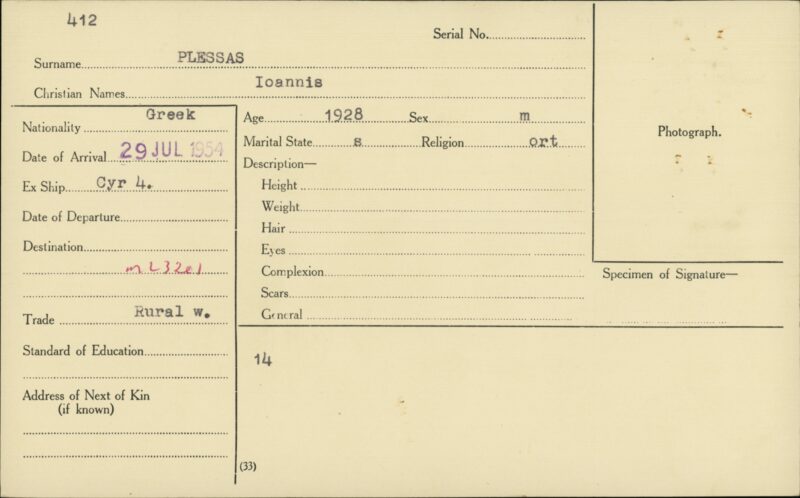 412
Serial No.
Surname PLESSAS
Christian Names Ioannis
Nationality Greek
Date of Arrival 29 JUL 1954
Ex Ship Cyr 4.
Date of Departure
Destination
Trade Rural w.
Standard of Education
Address of Next of Kin
(if known)
Age 1928 Sex m
Marital State s Religion ort
Description—
Height
Weight
Hair
Eyes
Complexion
Scars
General
14
(33)
Photograph.
Specimen of Signature—